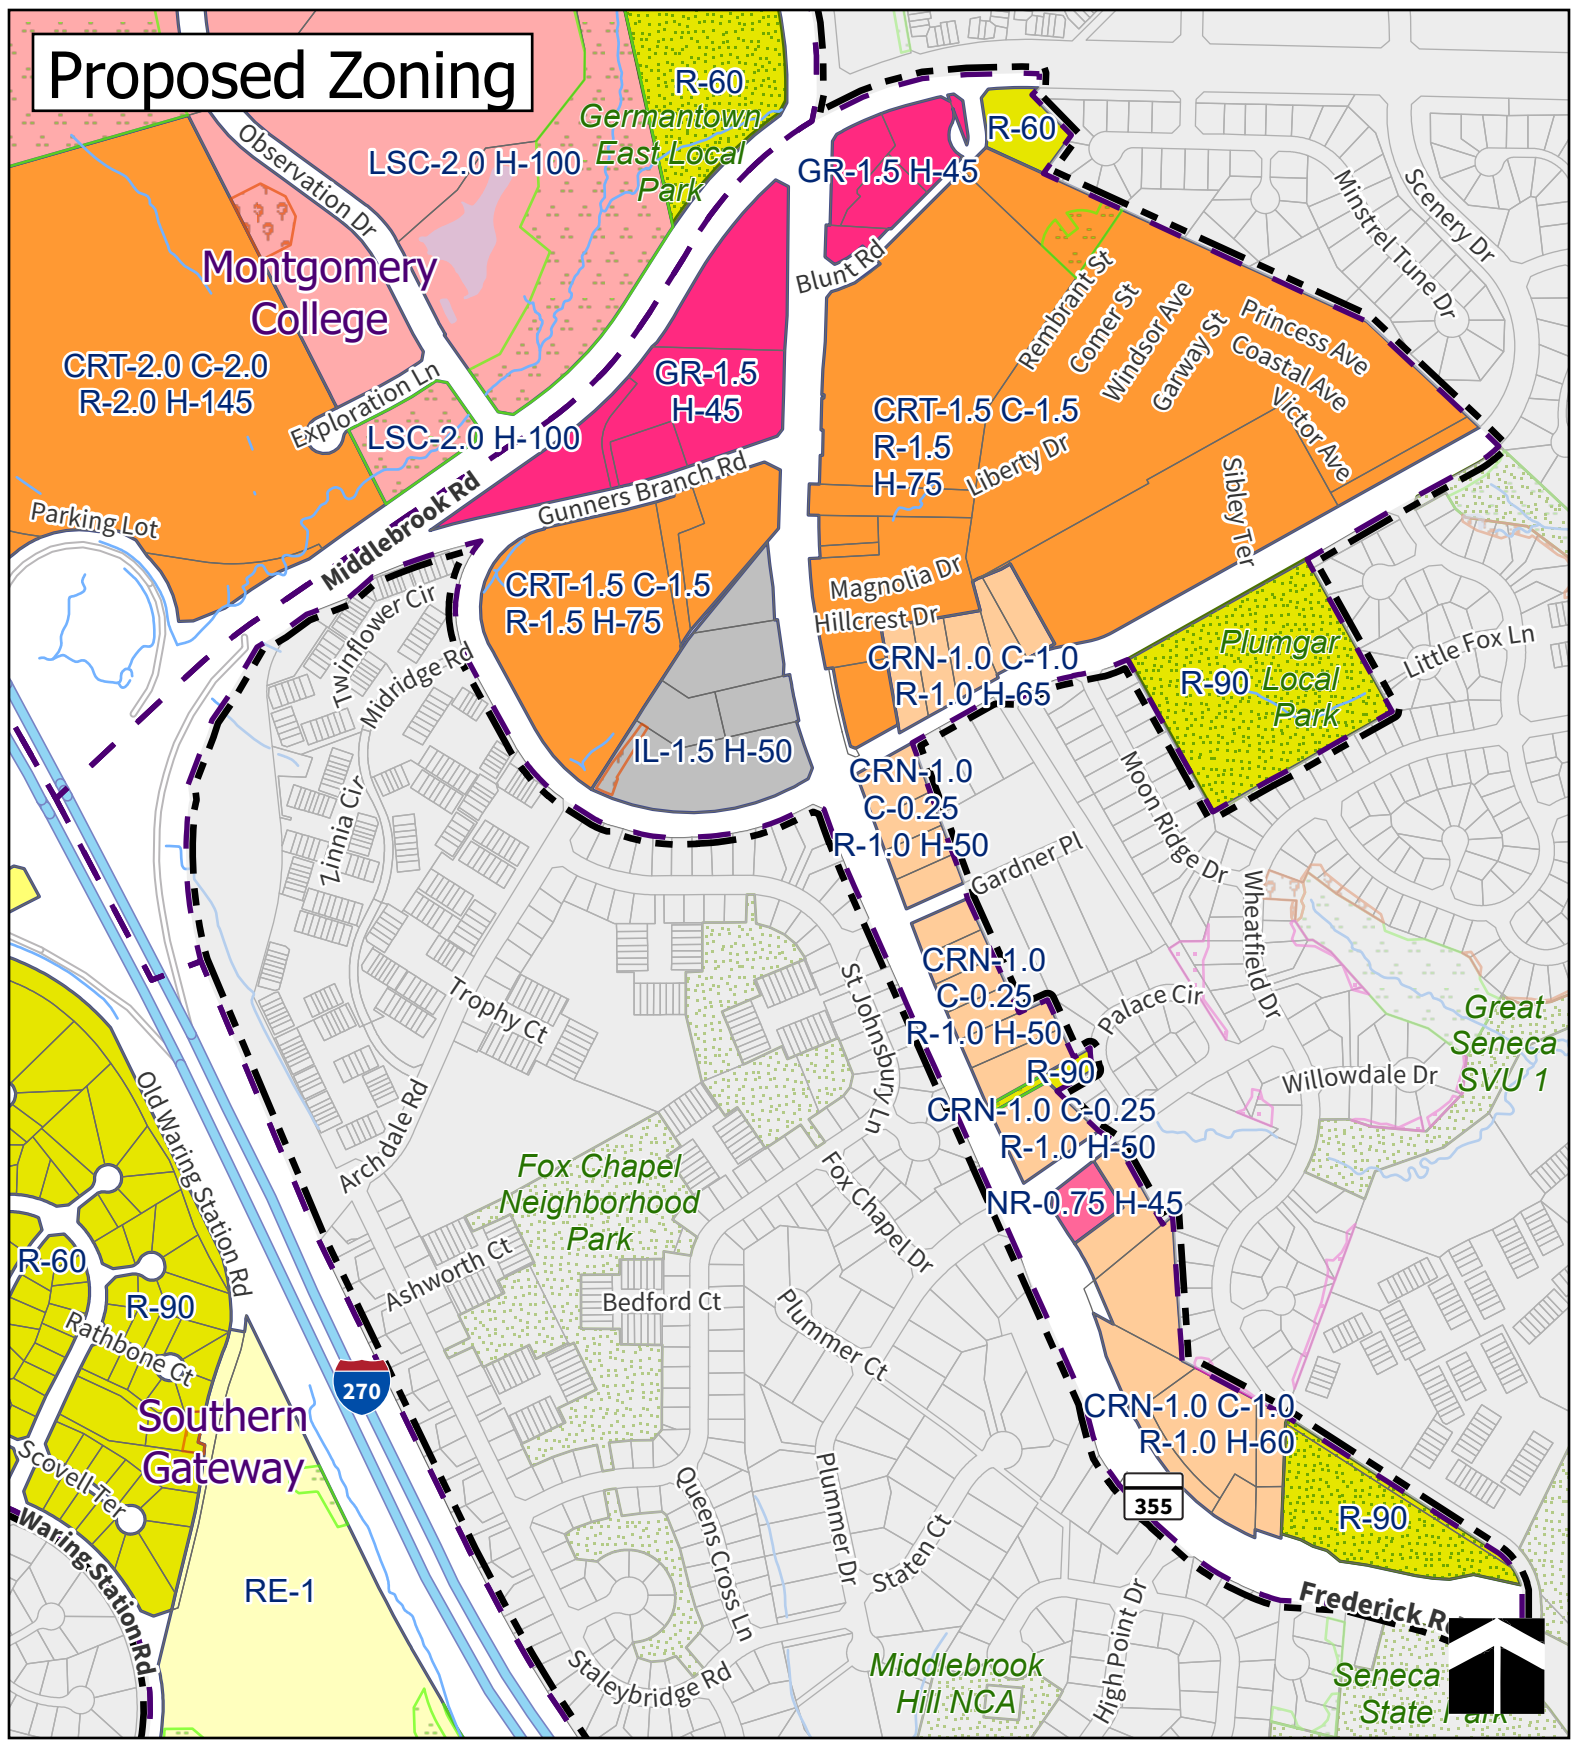 Proposed Zoning
R-60
Germantown
East Local
Park
R-60
Observation Dr
LSC-2.0 H-100
GR-1.5 H-45
Minstrel Tune Dr
Scenery Dr
Montgomery
College
Blunt Rd
Rembrant St
Comer St
Windsor Ave
Garway St
Princess Ave
Coastal Ave
Victor Ave
CRT-2.0 C-2.0
R-2.0 H-145
GR-1.5
H-45
Exploration Ln
LSC-2.0 H-100
CRT-1.5 C-1.5
R-1.5
H-75
Liberty Dr
Sibley Ter
Gunners Branch Rd
Middlebrook Rd
Parking Lot
CRT-1.5 C-1.5
R-1.5 H-75
Magnolia Dr
Hillcrest Dr
Twinflower Cir
Midridge Rd
CRN-1.0 C-1.0
R-1.0 H-65
Plumgar
Local
Park
R-90
Little Fox Ln
IL-1.5 H-50
CRN-1.0
C-0.25
R-1.0 H-50
Moon Ridge Dr
Zinnia Cir
Gardner Pl
Wheatfield Dr
CRN-1.0
C-0.25
R-1.0 H-50
St Johnsbury Ln
Trophy Ct
Palace Cir
Great
Seneca
SVU 1
R-90
Willowdale Dr
CRN-1.0 C-0.25
R-1.0 H-50
Old Waring Station Rd
Archdale Rd
Fox Chapel
Neighborhood
Park
Fox Chapel Dr
NR-0.75 H-45
R-60
R-90
Ashworth Ct
Bedford Ct
Plummer Ct
Rathbone Ct
270
Southern
Gateway
CRN-1.0 C-1.0
R-1.0 H-60
Scovell Ter
Queens Cross Ln
Plummer Dr
355
R-90
Waring Station Rd
Staten Ct
RE-1
High Point Dr
Frederick Rd
Staleybridge Rd
Middlebrook
Hill NCA
Seneca
State Park